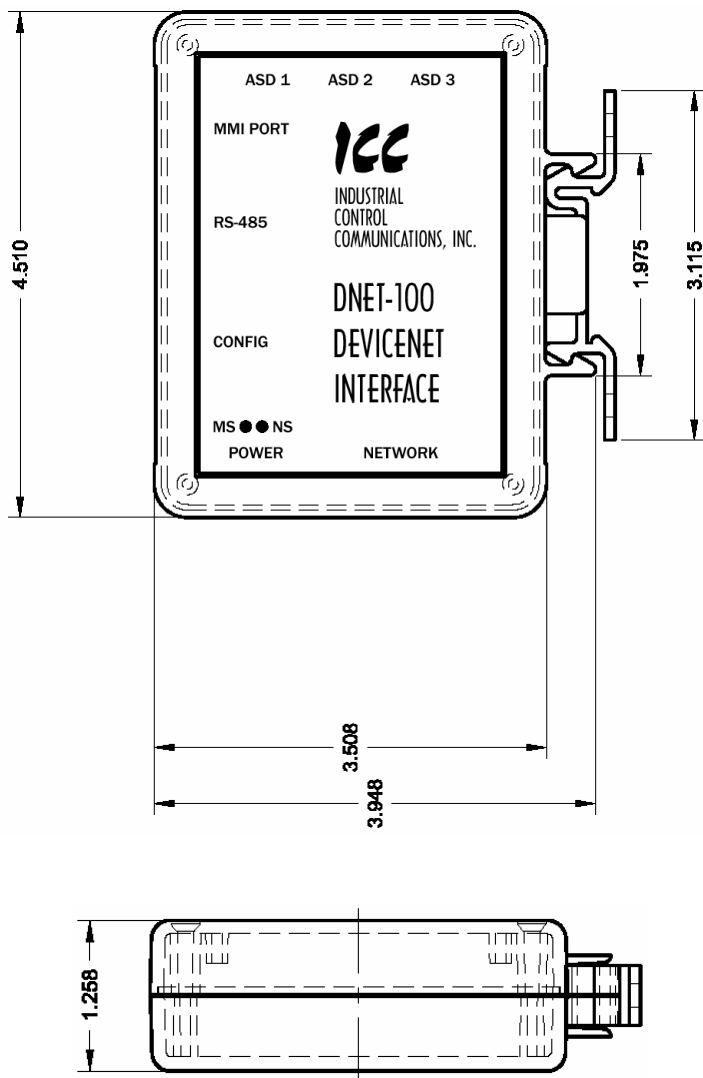 ASD 1 ASD 2 ASD 3
MMI PORT
ICC
INDUSTRIAL
CONTROL
COMMUNICATIONS, INC.
RS-485
DNET-100
DEVICENET
INTERFACE
CONFIG
MS NS
POWER NETWORK
4.510
1.975
3.115
3.508
3.948
1.258